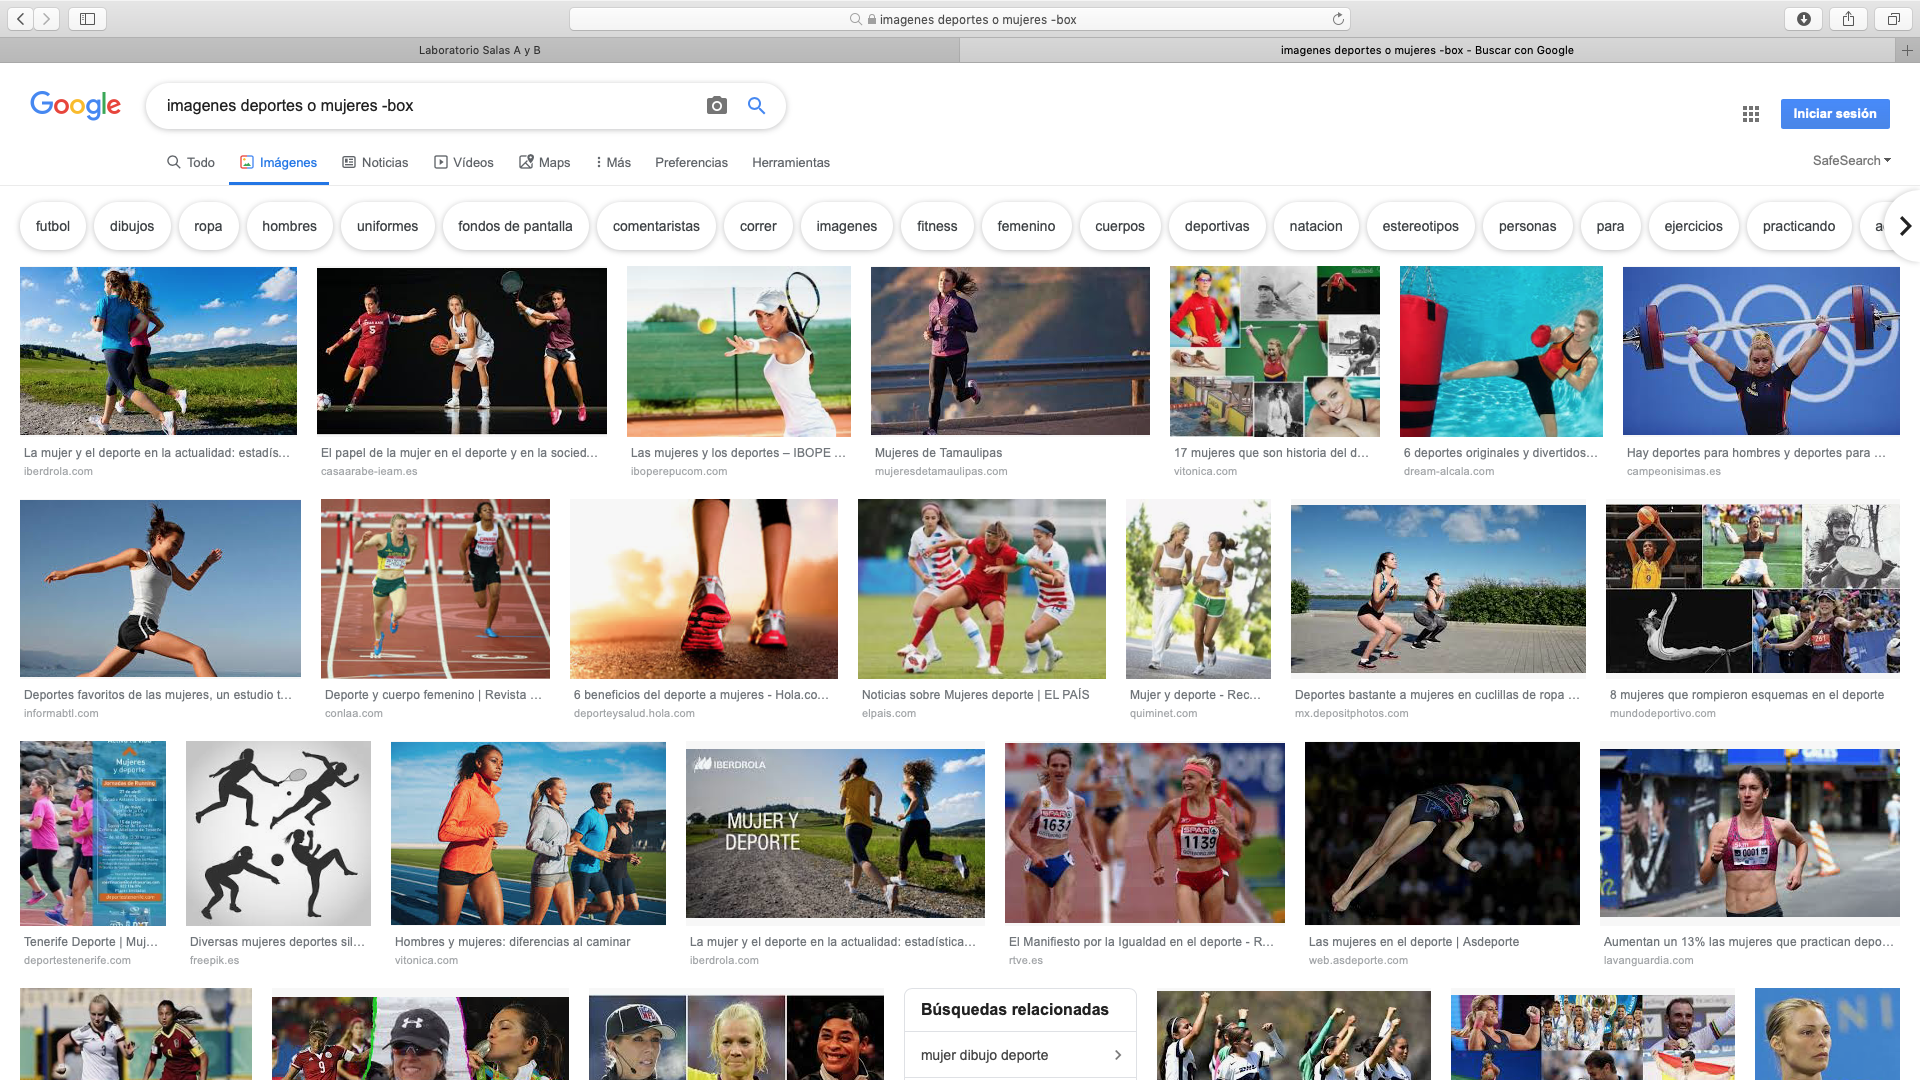 imagenes deportes o mujeres -box
Laboratorio Salas A y B
imagenes deportes o mujeres -box - Buscar con Google
Google
imagenes deportes o mujeres -box
Iniciar sesión
Todo
Imágenes
Noticias
Vídeos
Maps
Más
Preferencias
Herramientas
SafeSearch
futbol
dibujos
ropa
hombres
uniformes
fondos de pantalla
comentaristas
correr
imagenes
fitness
femenino
cuerpos
deportivas
natacion
estereotipos
personas
para
ejercicios
practicando
La mujer y el deporte en la actualidad: estadís...
iberdrola.com
El papel de la mujer en el deporte y en la socied...
casaarabe-ieam.es
Las mujeres y los deportes – IBOPE ...
iboperepucom.com
Mujeres de Tamaulipas
mujeresdetamaulipas.com
17 mujeres que son historia del d...
vitonica.com
6 deportes originales y divertidos...
dream-alcala.com
Hay deportes para hombres y deportes para ...
campeonisimas.es
Deportes favoritos de las mujeres, un estudio t...
informabtl.com
Deporte y cuerpo femenino | Revista ...
conlaa.com
6 beneficios del deporte a mujeres - Hola.co...
deporteysalud.hola.com
Noticias sobre Mujeres deporte | EL PAÍS
elpais.com
Mujer y deporte - Rec...
quiminet.com
Deportes bastante a mujeres en cuclillas de ropa ...
mx.depositphotos.com
8 mujeres que rompieron esquemas en el deporte
mundodeportivo.com
Mujeres
y deporte
IBERDROLA
MUJER Y
DEPORTE
1631
SPAR
1139
0001
Tenerife Deporte | Muj...
deportestenerife.com
Diversas mujeres deportes sil...
freepik.es
Hombres y mujeres: diferencias al caminar
vitonica.com
La mujer y el deporte en la actualidad: estadística...
iberdrola.com
El Manifiesto por la Igualdad en el deporte - R...
rtve.es
Las mujeres en el deporte | Asdeporte
web.asdeporte.com
Aumentan un 13% las mujeres que practican depo...
lavanguardia.com
Búsquedas relacionadas
mujer dibujo deporte